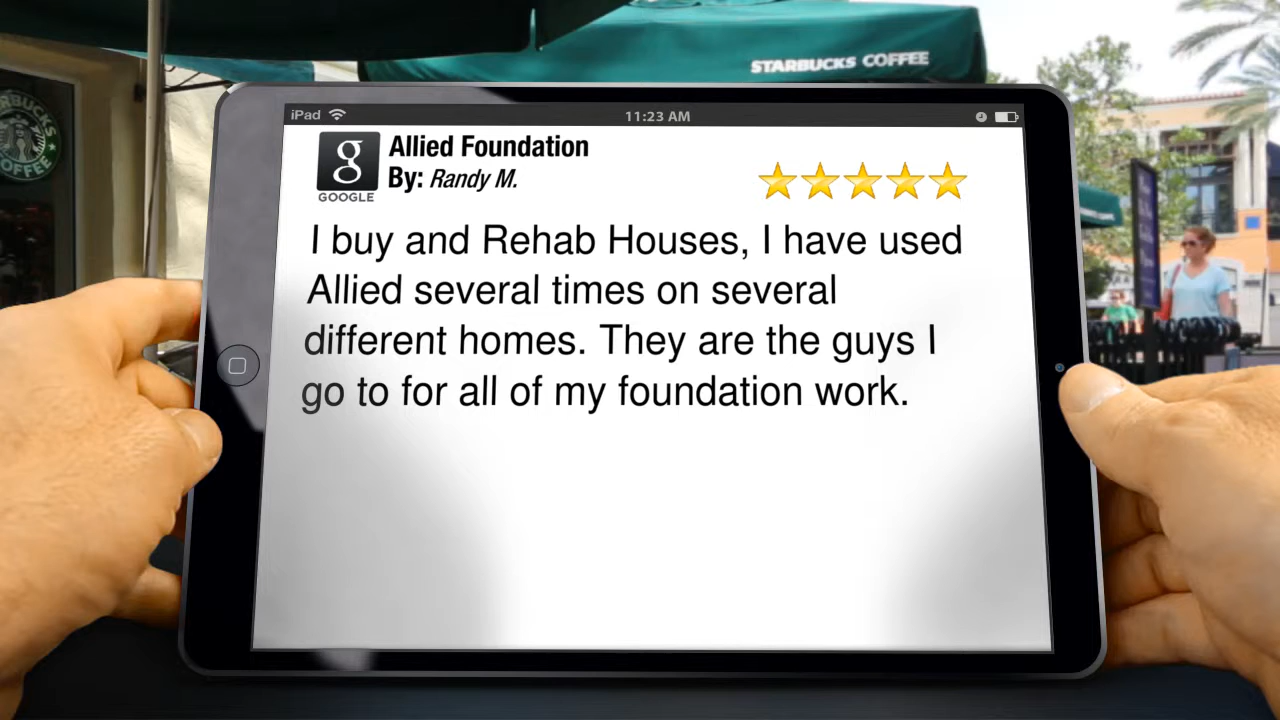 STARBUCKS COFFEE
iPad
11:23 AM
g
GOOGLE
Allied Foundation
By: Randy M.
I buy and Rehab Houses, I have used
Allied several times on several
different homes. They are the guys I
go to for all of my foundation work.